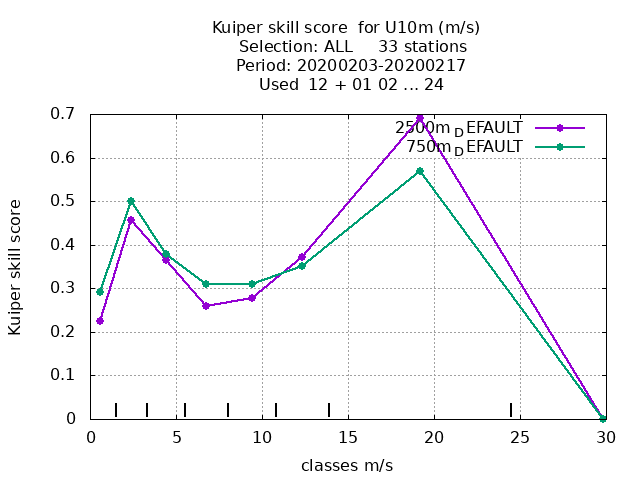 Kuiper skill score  for U10m (m/s)
Selection: ALL     33 stations
Period: 20200203-20200217
Used  12 + 01 02 ... 24
0.7
0.6
0.5
0.4
0.3
0.2
0.1
0
Kuiper skill score
2500m_DEFAULT
750m_DEFAULT
0 5 10 15 20 25 30
classes m/s